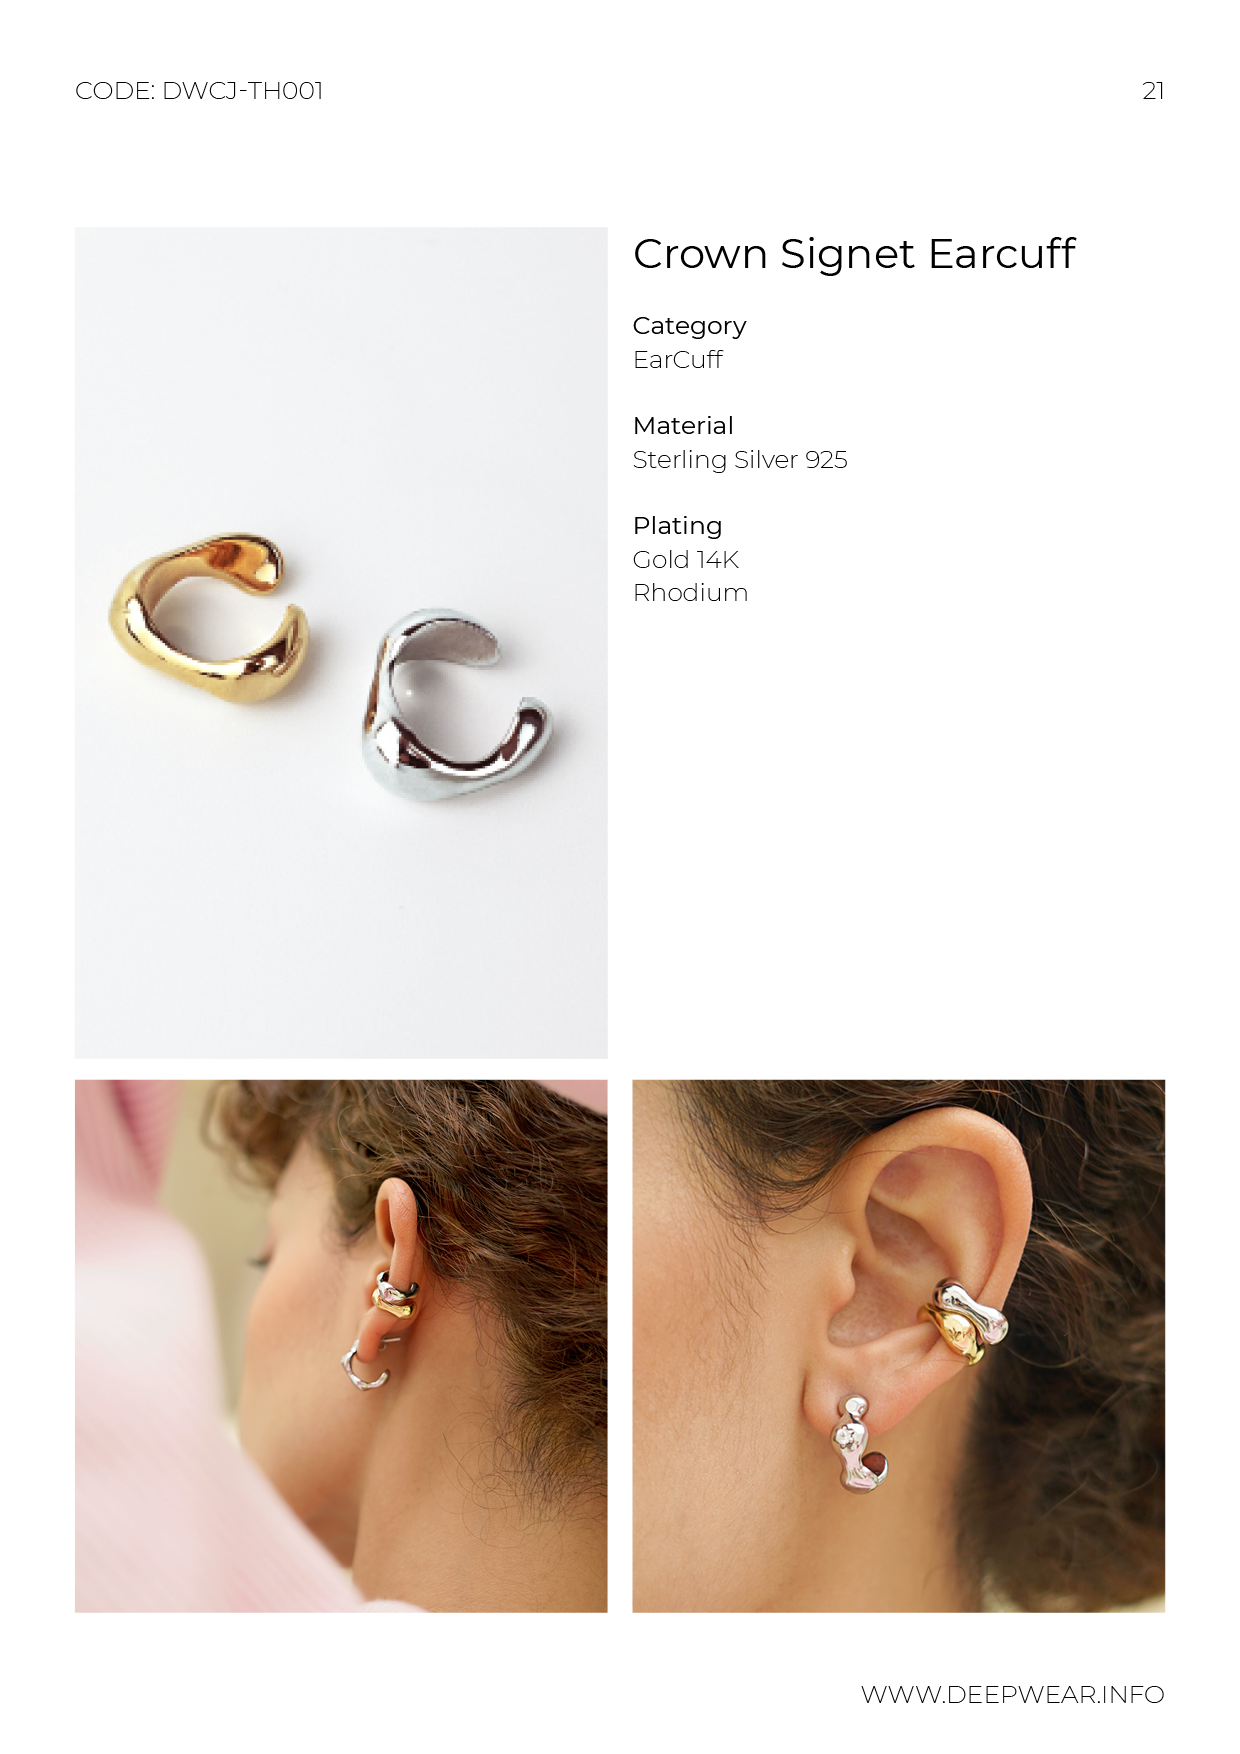 CODE: DWCJ-TH001
21
Crown Signet Earcuff
Category
EarCuff
Material
Sterling Silver 925
Plating
Gold 14K
Rhodium
WWW.DEEPWEAR.INFO